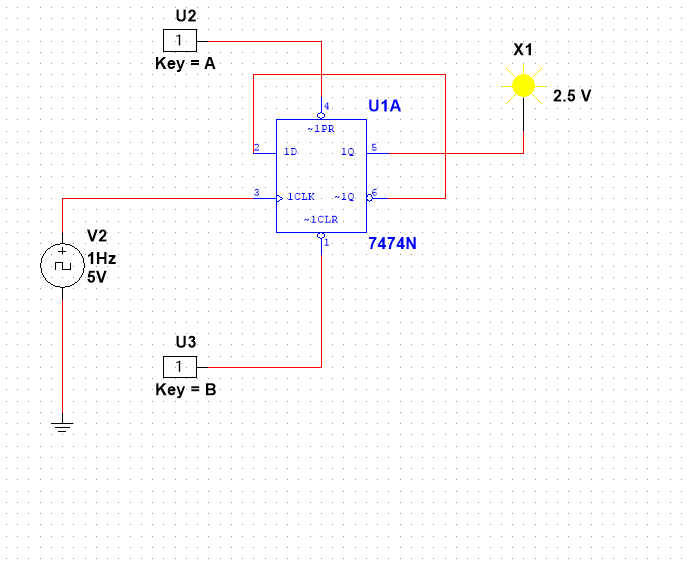 U2
1
Key = A
X1
2.5 V
U1A
4
~1PR
2
1D
1Q
5
3
1CLK
~1Q
6
~1CLR
1
7474N
V2
1Hz
5V
U3
1
Key = B